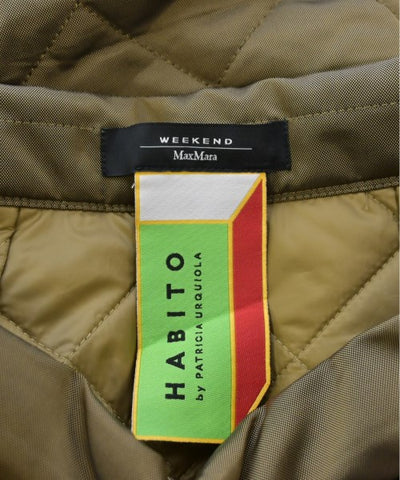 WEEKEND
MaxMara
HABITO
by PATRICIA URQUIOLA